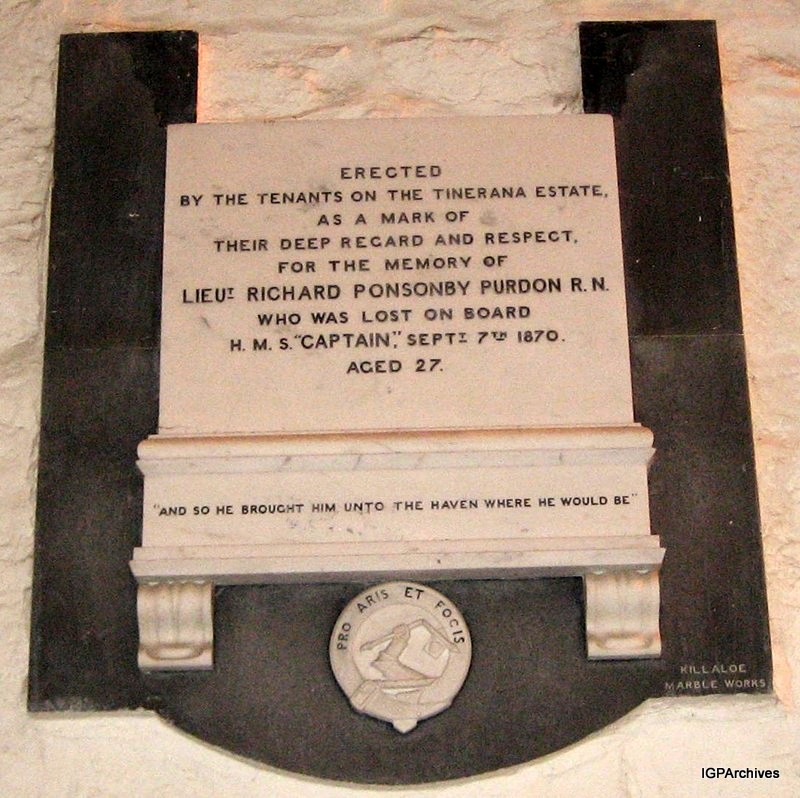 ERECTED
BY THE TENANTS ON THE TINERANA ESTATE,
AS A MARK OF
THEIR DEEP REGARD AND RESPECT,
FOR THE MEMORY OF
LIEUT RICHARD PONSONBY PURDON R.N.
WHO WAS LOST ON BOARD
H.M.S. "CAPTAIN", SEPTR 7TH 1870.
AGED 27.
"AND SO HE BROUGHT HIM UNTO THE HAVEN WHERE HE WOULD BE"
PRO ARIS ET FOCIS
KILLALOE
MARBLE WORKS
IGPArchives